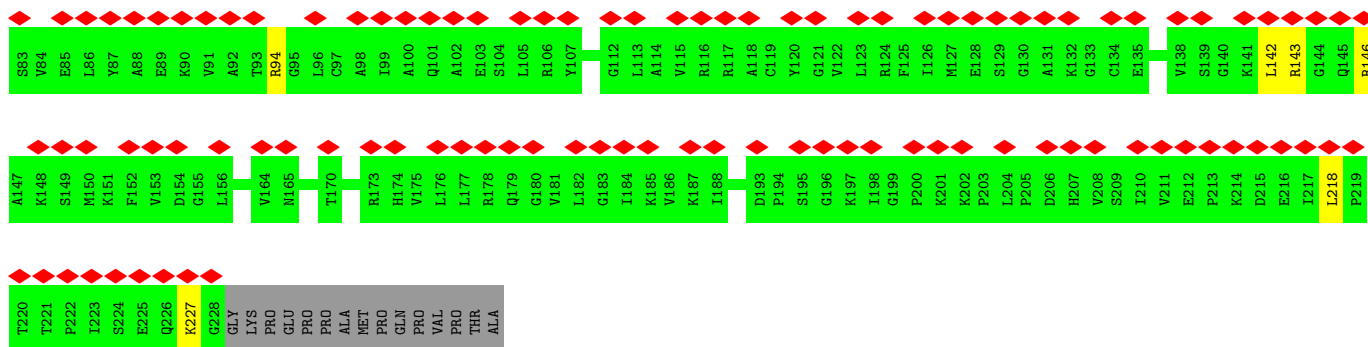 S83 V84 E85 L86 Y87 A88 E89 K90 V91 A92 T93 R94 G95 L96 C97 A98 I99 A100 Q101 A102 E103 S104 L105 R106 Y107 G112 L113 A114 V115 R116 R117 A118 C119 Y120 G121 V122 L123 R124 F125 I126 M127 E128 S129 G130 A131 K132 G133 C134 E135 V138 S139 G140 K141 L142 R143 G144 Q145 R146
A147 K148 S149 M150 K151 F152 V153 D154 G155 L156 V164 N165 T170 R173 H174 V175 L176 L177 R178 Q179 G180 V181 L182 G183 I184 K185 V186 K187 I188 D193 P194 S195 G196 K197 I198 G199 P200 K201 K202 P203 L204 P205 D206 H207 V208 S209 I210 V211 E212 P213 K214 D215 E216 I217 L218 P219
T220 T221 P222 I223 S224 E225 Q226 K227 G228 GLY LYS PRO GLU PRO PRO ALA MET PRO GLN PRO VAL PRO THR ALA